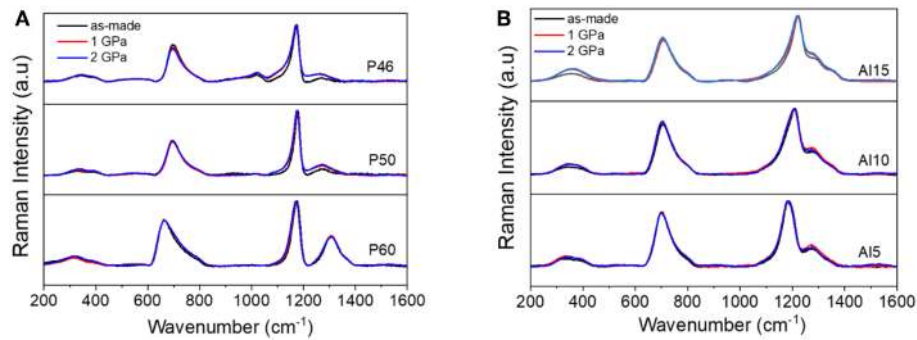 A
as-made
1 GPa
2 GPa
P46
P50
P60
Raman Intensity (a.u)
200 400 600 800 1000 1200 1400 1600
Wavenumber (cm⁻¹)
B
as-made
1 GPa
2 GPa
Al15
Al10
Al5
Raman Intensity (a.u)
200 400 600 800 1000 1200 1400 1600
Wavenumber (cm⁻¹)